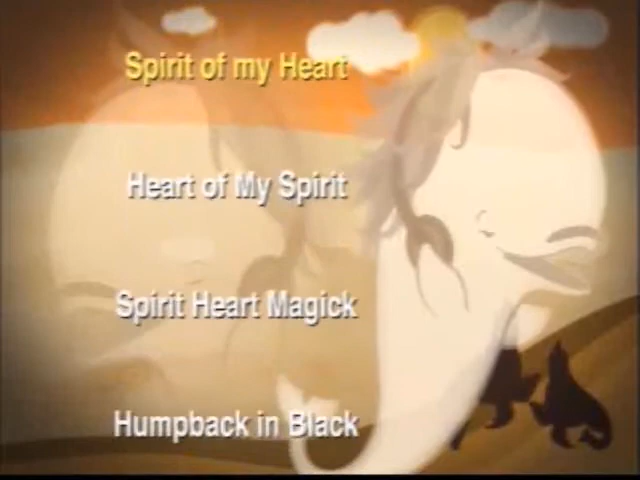 Spirit of my Heart
Heart of My Spirit
Spirit Heart Magick
Humpback in Black